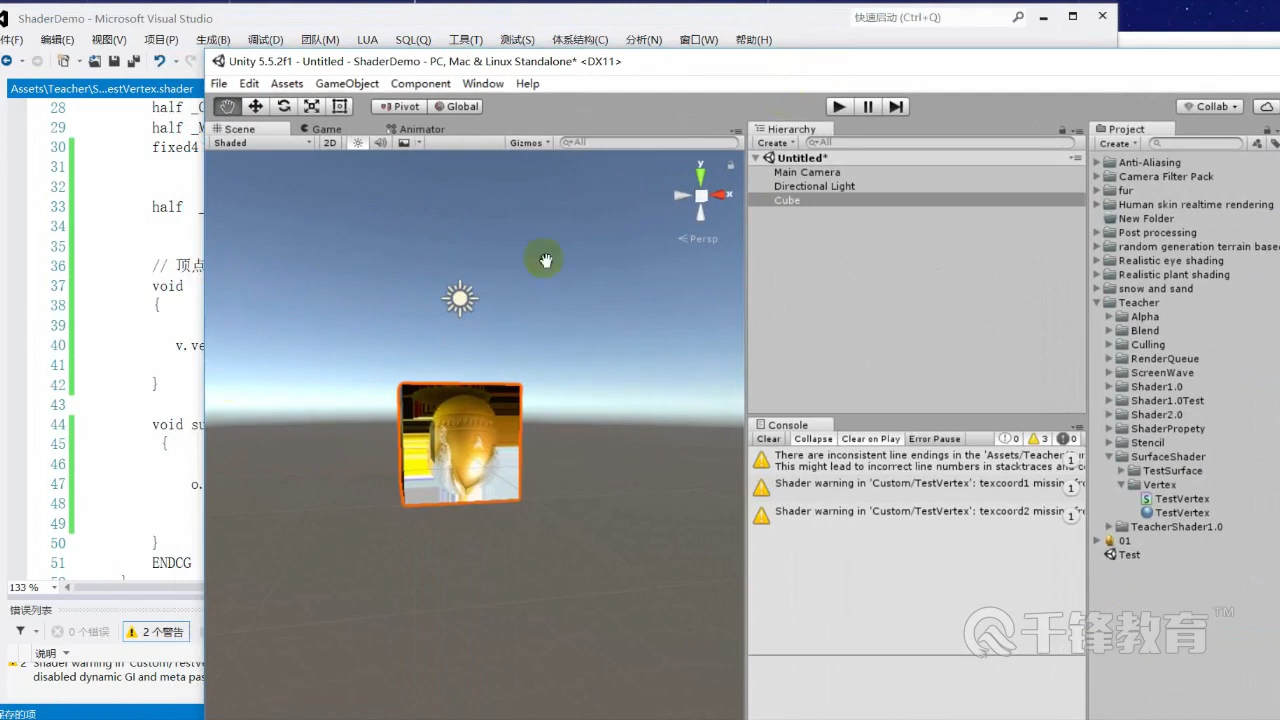 ShaderDemo - Microsoft Visual Studio
快速启动 (Ctrl+Q)
件(F) 编辑(E) 视图(V) 项目(P) 生成(B) 调试(D) 团队(M) LUA SQL(Q) 工具(T) 测试(S) 体系结构(C) 分析(N) 窗口(W) 帮助(H)
Unity 5.5.2f1 - Untitled - ShaderDemo - PC, Mac & Linux Standalone* <DX11>
File Edit Assets GameObject Component Window Help
Assets\Teacher\S...estVertex.shader
Pivot Global
Collab
Scene Game Animator
Shaded 2D Gizmos All
Hierarchy
Create All
Untitled*
Main Camera
Directional Light
Cube
y
x
Persp
Project
Create
Anti-Aliasing
Camera Filter Pack
fur
Human skin realtime rendering
New Folder
Post processing
random generation terrain base
Realistic eye shading
Realistic plant shading
snow and sand
Teacher
Alpha
Blend
Culling
RenderQueue
ScreenWave
Shader1.0
Shader1.0Test
Shader2.0
ShaderPropety
Stencil
SurfaceShader
TestSurface
Vertex
TestVertex
TestVertex
TeacherShader1.0
01
Test
Console
Clear Collapse Clear on Play Error Pause 0 3 0
There are inconsistent line endings in the 'Assets/Teacher
This might lead to incorrect line numbers in stacktraces and
1
Shader warning in 'Custom/TestVertex': texcoord1 missing
1
Shader warning in 'Custom/TestVertex': texcoord2 missing
1
28 half
29 half
30 fixed4
31
32
33 half
34
35
36 // 顶点
37 void
38 {
39
40 v.ve
41
42 }
43
44 void su
45 {
46
47 o.
48
49
50 }
51 ENDCG
133 %
错误列表
0 个错误 2 个警告
说明
2 Shader warning in 'Custom/TestVe
disabled dynamic GI and meta pas
保存的项
千锋教育 TM